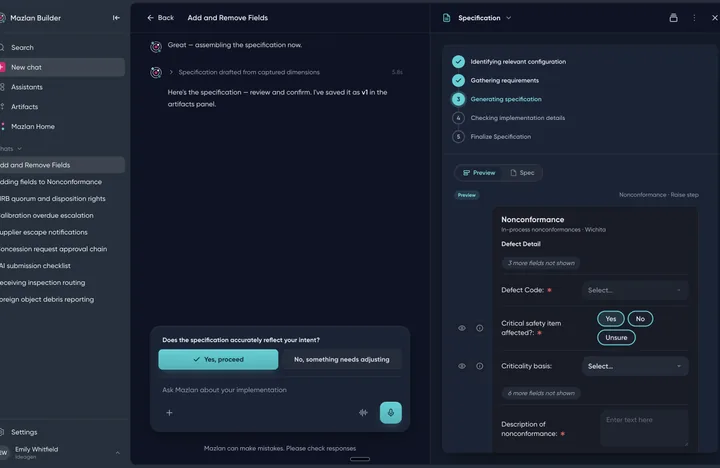 Mazlan Builder
Search
New chat
Assistants
Artifacts
Mazlan Home
hats
dd and Remove Fields
dding fields to Nonconformance
RB quorum and disposition rights
alibration overdue escalation
upplier escape notifications
oncession request approval chain
AI submission checklist
eceiving inspection routing
oreign object debris reporting
Settings
EW
Emily Whitfield
Back
Add and Remove Fields
Great – assembling the specification now.
Specification drafted from captured dimensions
5.8s
Here's the specification – review and confirm. I've saved it as v1 in the
artifacts panel.
Does the specification accurately reflect your intent?
Yes, proceed
No, something needs adjusting
Ask Mazlan about your implementation
Mazlan can make mistakes. Please check responses
Specification
Identifying relevant configuration
Gathering requirements
3 Generating specification
4 Checking implementation details
5 Finalize Specification
Preview
Spec
Preview
Nonconformance · Raise step
Nonconformance
In-process nonconformances · Wichita
Defect Detail
3 more fields not shown
Defect Code: *
Select...
Critical safety item
affected?: *
Yes
No
Unsure
Criticality basis:
Select...
6 more fields not shown
Description of
nonconformance: *
Enter text here